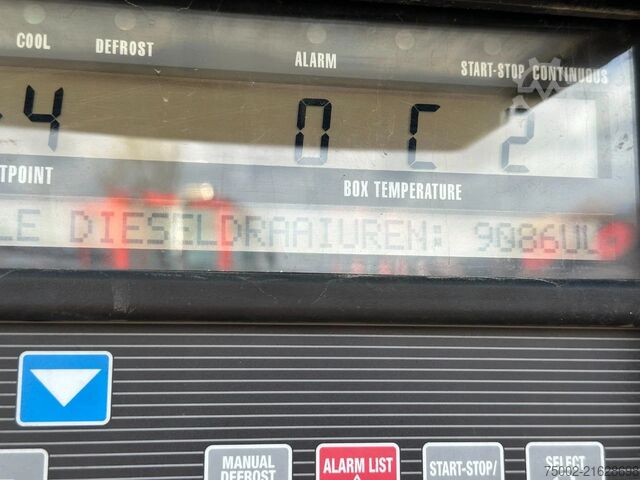 COOL DEFROST ALARM START-STOP CONTINUOUS
4 0 C 2
TPOINT BOX TEMPERATURE
LE DIESELDRAAIUREN: 9086UU
MANUAL DEFROST ALARM LIST START-STOP/ SELECT
75002-21628698